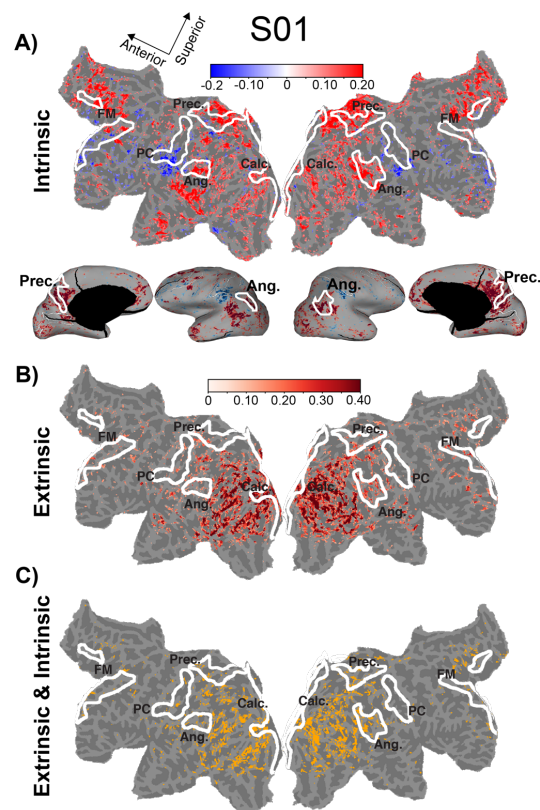 S01
Anterior
Superior
A)
-0.2 -0.10 0 0.10 0.20
Intrinsic
FM
Prec.
PC
Ang.
Calc.
Prec.
Calc.
Ang.
PC
FM
Prec.
Ang.
Ang.
Prec.
B)
0 0.10 0.20 0.30 0.40
Extrinsic
FM
Prec.
PC
Ang.
Calc.
Prec.
Calc.
Ang.
PC
FM
C)
Extrinsic & Intrinsic
FM
Prec.
PC
Ang.
Calc.
Prec.
Calc.
Ang.
PC
FM